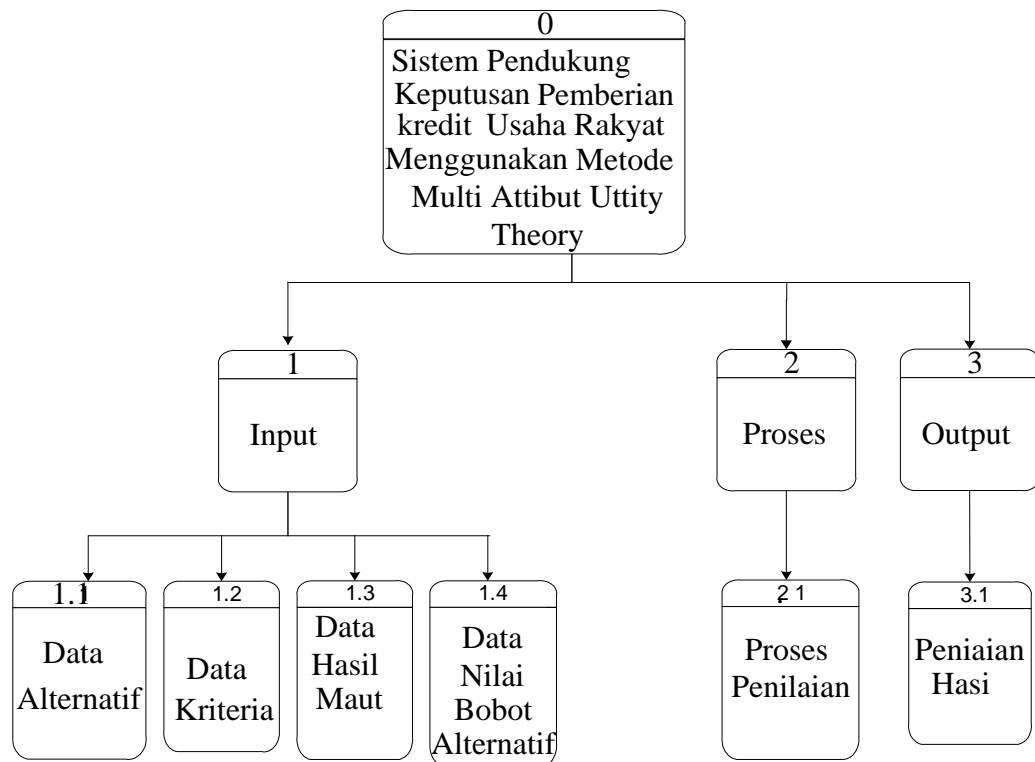 0
Sistem Pendukung
Keputusan Pemberian
kredit Usaha Rakyat
Menggunakan Metode
Multi Attibut Uttity
Theory
1
Input
2
Proses
3
Output
1.1
Data
Alternatif
1.2
Data
Kriteria
1.3
Data
Hasil
Maut
1.4
Data
Nilai
Bobot
Alternatif
2.1
Proses
Penilaian
3.1
Peniaian
Hasi